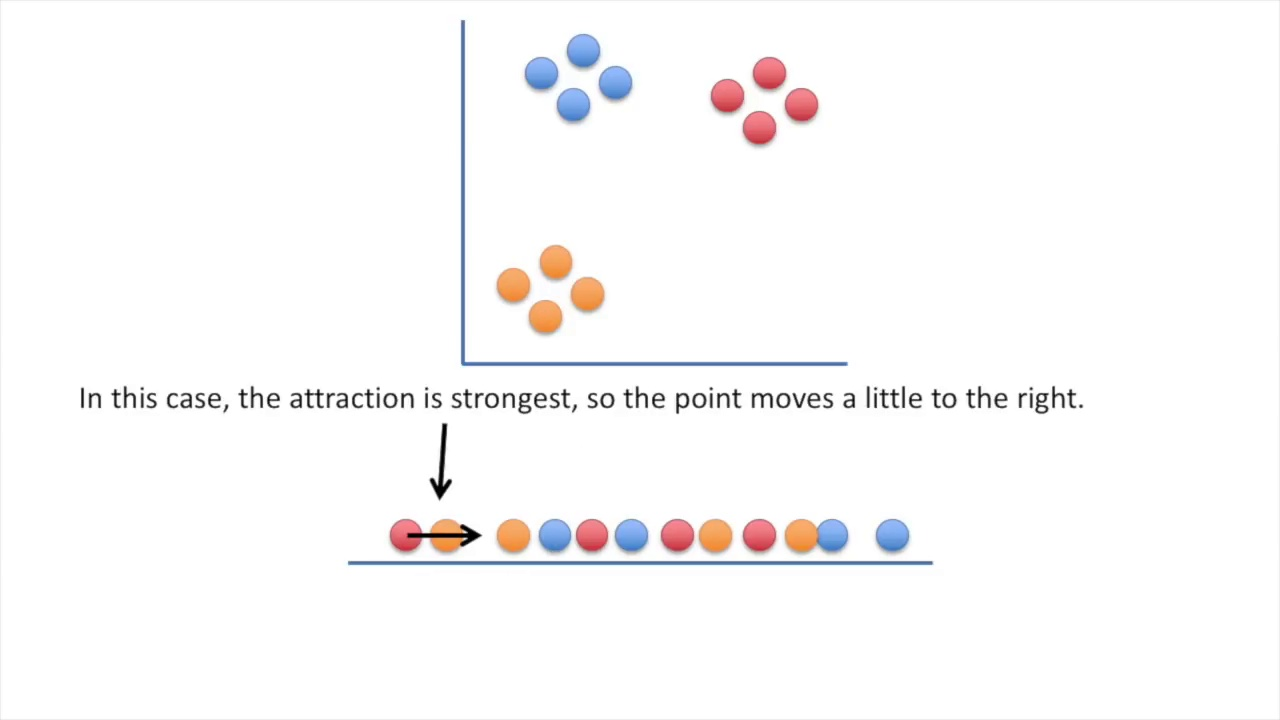 In this case, the attraction is strongest, so the point moves a little to the right.